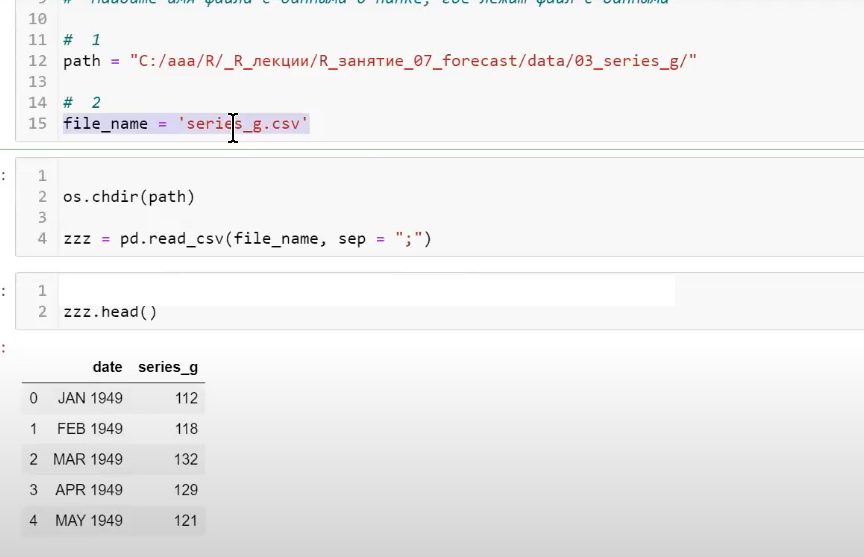 10
11 # 1
12 path = "C:/aaa/R/_R_лекции/R_занятие_07_forecast/data/03_series_g/"
13
14 # 2
15 file_name = 'series_g.csv'
: 1
2 os.chdir(path)
3
4 zzz = pd.read_csv(file_name, sep = ";")
: 1
2 zzz.head()
:
date series_g
0 JAN 1949 112
1 FEB 1949 118
2 MAR 1949 132
3 APR 1949 129
4 MAY 1949 121